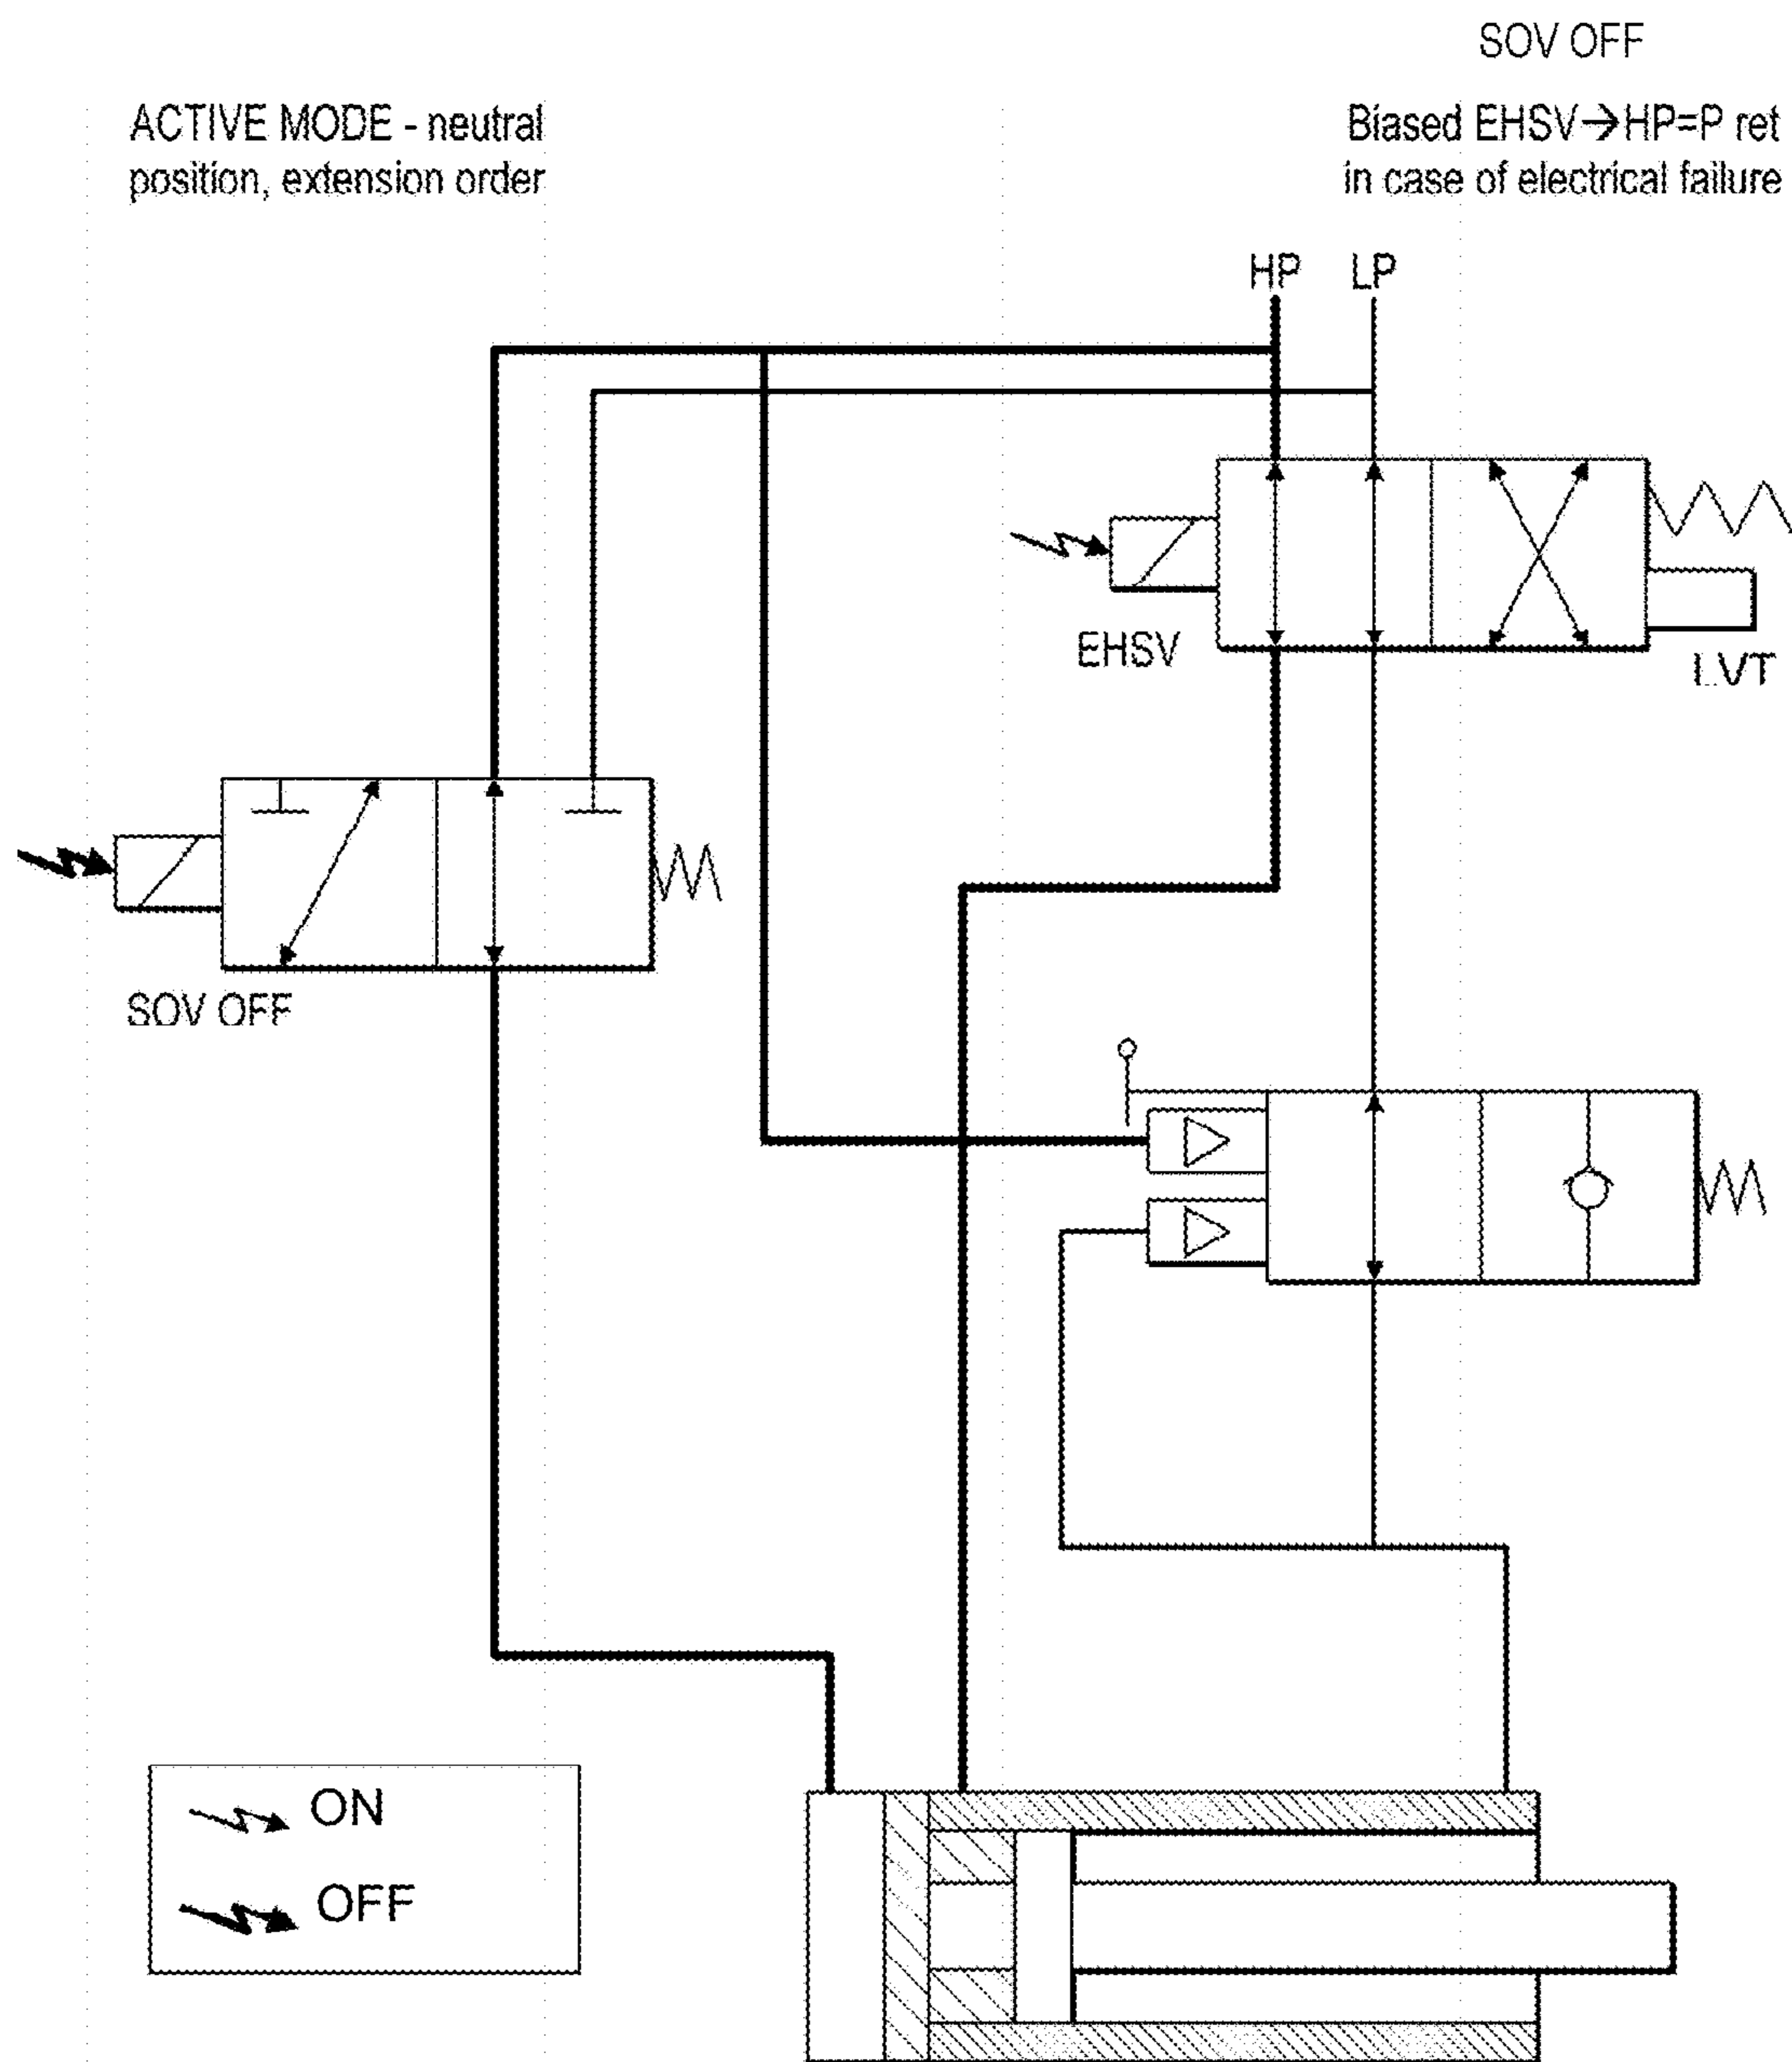 SOV OFF
ACTIVE MODE - neutral
position, extension order
Biased EHSV→HP=P ret
in case of electrical failure
HP LP
EHSV
LVT
SOV OFF
ON
OFF